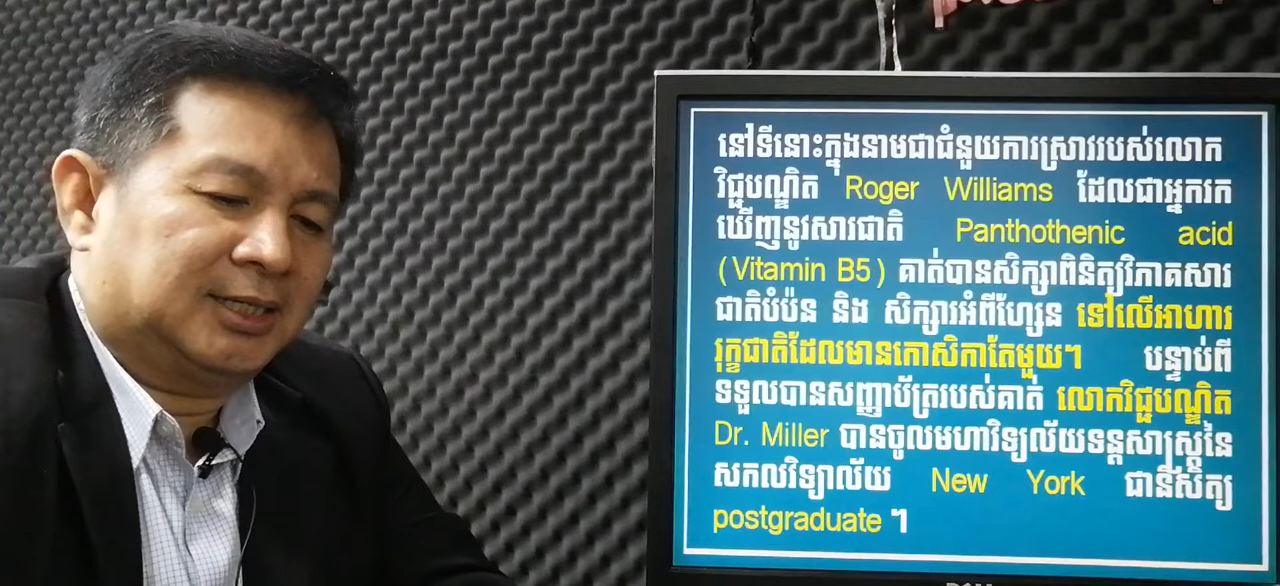 នៅទីនោះក្នុងនាមជាជំនួយការស្រាវរបស់លោក
វិជ្ជបណ្ឌិត Roger Williams ដែលជាអ្នករក
ឃើញនូវសារជាតិ Panthothenic acid
(Vitamin B5) គាត់បានសិក្សាពិនិត្យវិភាគសារ
ជាតិបំប៉ន និង សិក្សារអំពីហ្សែន ទៅលើអាហារ
រុក្ខជាតិដែលមានកោសិកាតែមួយៗ បន្ទាប់ពី
ទទួលបានសញ្ញាប័ត្ររបស់គាត់ លោកវិជ្ជបណ្ឌិត
Dr. Miller បានចូលមហាវិទ្យល័យទន្តសាស្រ្តនៃ
សកលវិទ្យាល័យ New York ជានិសិត្ស
postgraduate ។